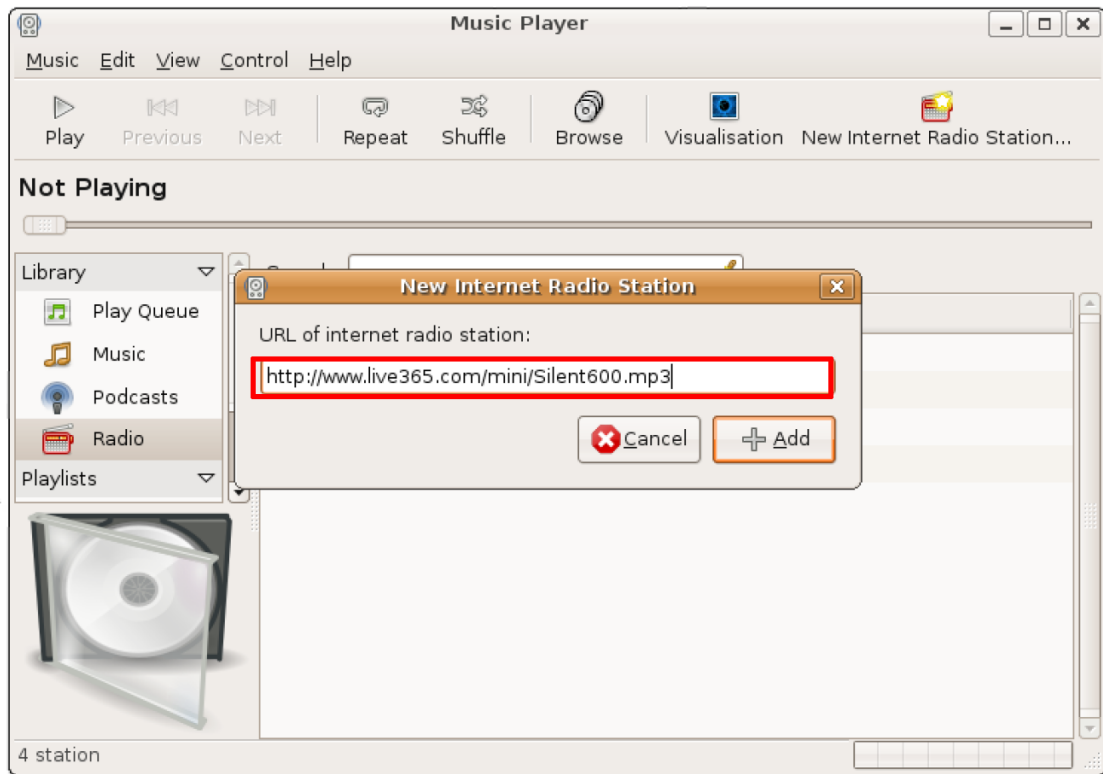 Music Player
Music Edit View Control Help
Play Previous Next Repeat Shuffle Browse Visualisation New Internet Radio Station...
Not Playing
Library
Play Queue
Music
Podcasts
Radio
Playlists
New Internet Radio Station
URL of internet radio station:
http://www.live365.com/mini/Silent600.mp3
Cancel Add
4 station